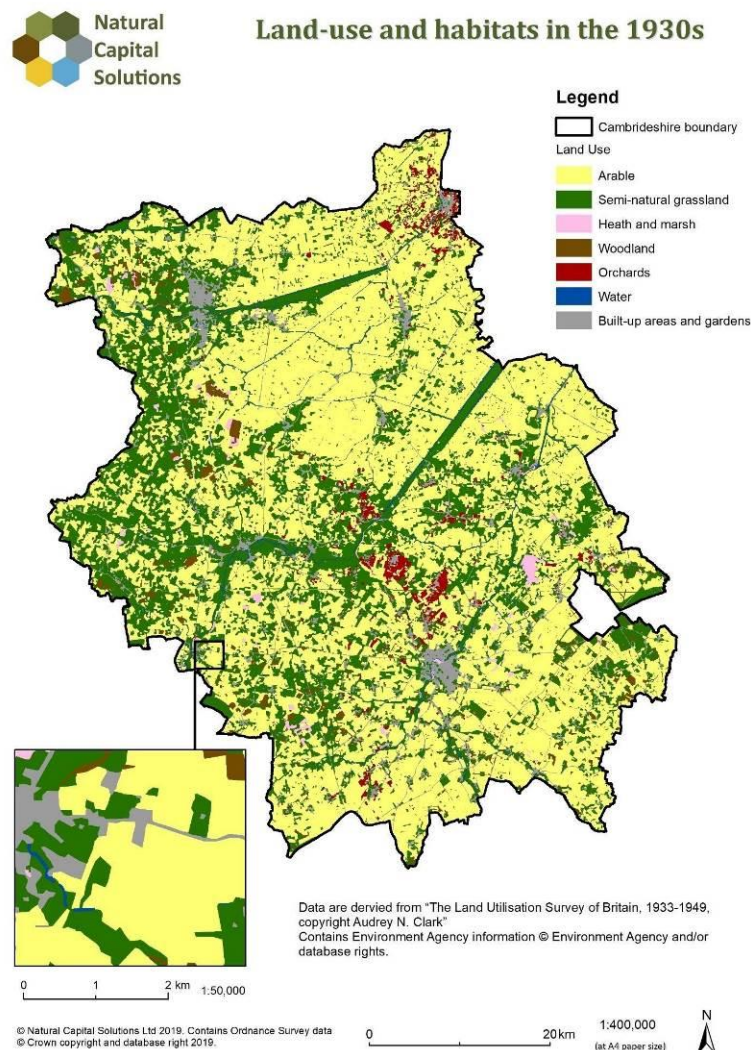 Natural
Capital
Solutions
Land-use and habitats in the 1930s
Legend
Cambrideshire boundary
Land Use
Arable
Semi-natural grassland
Heath and marsh
Woodland
Orchards
Water
Built-up areas and gardens
Data are dervied from "The Land Utilisation Survey of Britain, 1933-1949,
copyright Audrey N. Clark"
Contains Environment Agency information © Environment Agency and/or
database rights.
0 1 2 km 1:50,000
© Natural Capital Solutions Ltd 2019. Contains Ordnance Survey data
© Crown copyright and database right 2019.
0 20 km
1:400,000
(at A4 paper size)
N